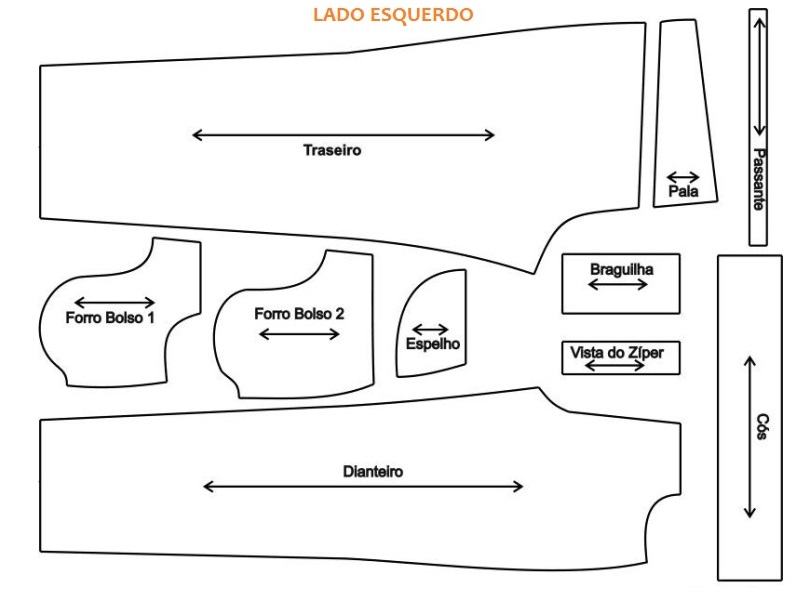 LADO ESQUERDO
Traseiro
Pala
Passante
Forro Bolso 1
Forro Bolso 2
Espelho
Braguilha
Vista do Zíper
Cós
Dianteiro